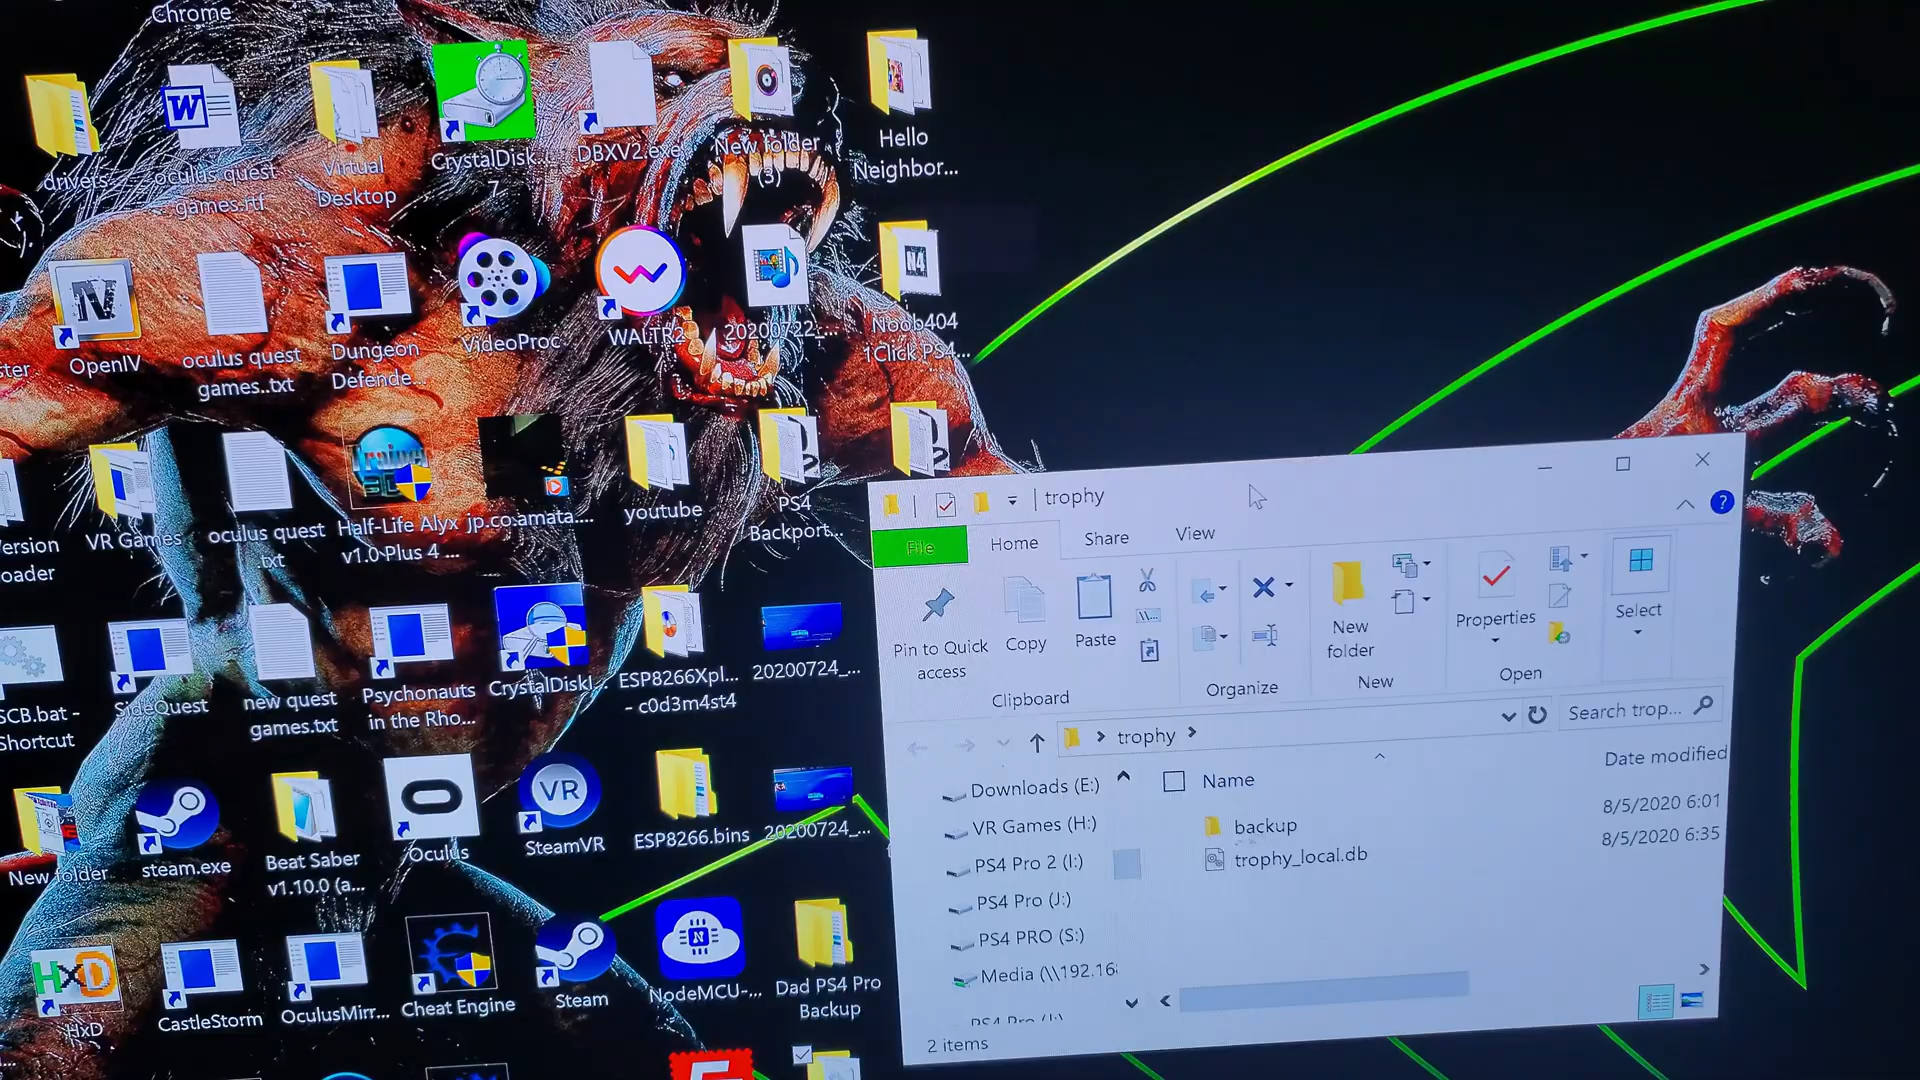 Chrome
drivers
oculus quest
games.rtf
Virtual
Desktop
CrystalDisk...
7
DBXV2.exe
New folder
(3)
Hello
Neighbor...
ster
OpenIV
oculus quest
games..txt
Dungeon
Defende...
VideoProc
WALTR2
20200722_...
Noob404
1Click PS4...
ersion
oader
VR Games
oculus quest
.txt
Half-Life Alyx
v1.0 Plus 4 ...
jp.co.amata....
youtube
PS4
Backport...
SCB.bat -
Shortcut
SideQuest
new quest
games.txt
Psychonauts
in the Rho...
CrystalDiskI...
ESP8266Xpl...
- c0d3m4st4
20200724_...
New folder
steam.exe
Beat Saber
v1.10.0 (a...
Oculus
SteamVR
ESP8266.bins
20200724_...
HxD
CastleStorm
OculusMirr...
Cheat Engine
Steam
NodeMCU-...
Dad PS4 Pro
Backup
trophy
File
Home
Share
View
Pin to Quick
access
Copy
Paste
Clipboard
Organize
New
folder
New
Properties
Open
Select
trophy
Search trop...
Downloads (E:)
VR Games (H:)
PS4 Pro 2 (I:)
PS4 Pro (J:)
PS4 PRO (S:)
Media (\\192.16
Name
Date modified
backup
8/5/2020 6:01
trophy_local.db
8/5/2020 6:35
2 items